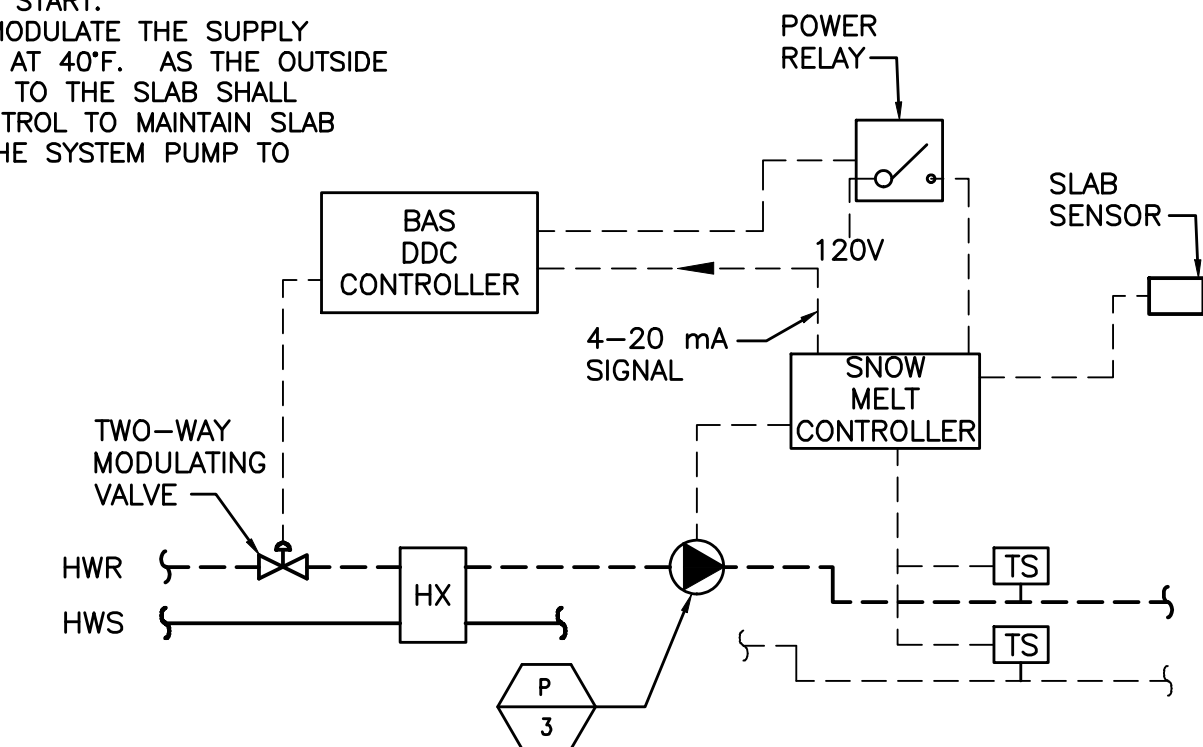 START.
MODULATE THE SUPPLY
AT 40°F. AS THE OUTSIDE
TO THE SLAB SHALL
TROL TO MAINTAIN SLAB
HE SYSTEM PUMP TO
POWER
RELAY
SLAB
SENSOR
BAS
DDC
CONTROLLER
120V
4-20 mA
SIGNAL
SNOW
MELT
CONTROLLER
TWO-WAY
MODULATING
VALVE
HWR
HX
HWS
TS
TS
P
3